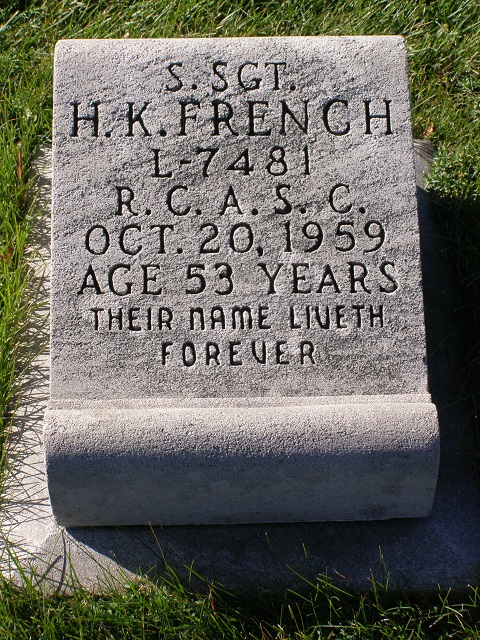 S. SGT.
H. K. FRENCH
L-7481
R. C. A. S. C.
OCT. 20, 1959
AGE 53 YEARS
THEIR NAME LIVETH
FOREVER